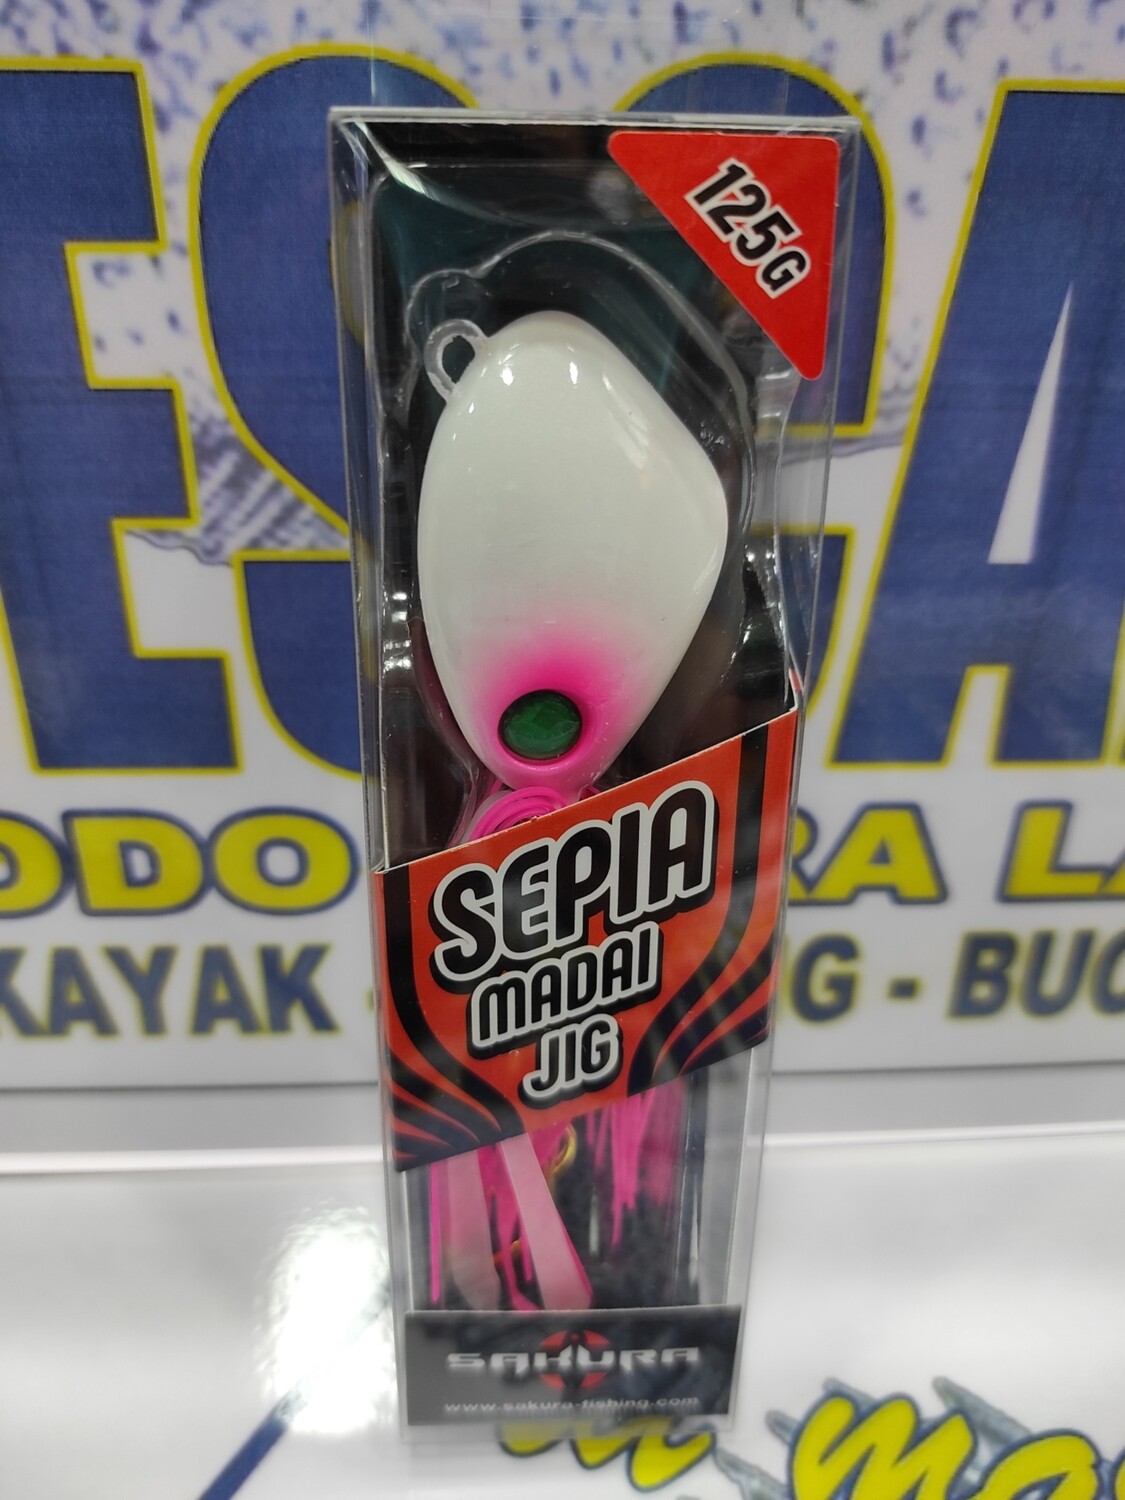 125G
SEPIA
MADAI
JIG
SAKURA
www.sakura-fishing.com
ODO
RA LA
KAYAK -
G - BUC